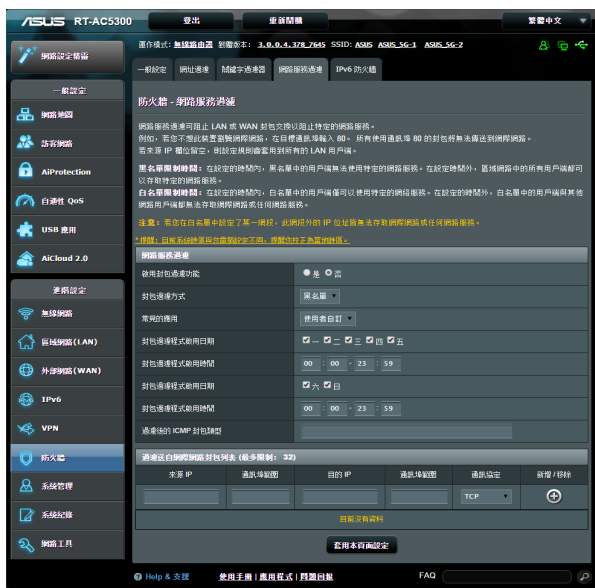 ASUS RT-AC5300 登出 重新開機 繁體中文
運作模式: 無線路由器 韌體版本: 3.0.0.4.378_7645 SSID: ASUS ASUS_5G-1 ASUS_5G-2
網路設定精靈
一般設定
網路地圖
訪客網路
AiProtection
自適性 QoS
USB 應用
AiCloud 2.0
進階設定
無線網路
區域網路(LAN)
外部網路(WAN)
IPv6
VPN
防火牆
系統管理
系統紀錄
網路工具
一般設定 網址過濾 關鍵字過濾器 網路服務過濾 IPv6 防火牆
防火牆 - 網路服務過濾
網路服務過濾可阻止 LAN 或 WAN 封包交換以阻止特定的網路服務。
例如，若您不想此裝置瀏覽網際網路，在目標通訊埠輸入 80。 所有使用通訊埠 80 的封包將無法傳送到網際網路。
若來源 IP 欄位留空，則設定規則會套用到所有的 LAN 用戶端。
黑名單限制時間：在設定的時間內，黑名單中的用戶端無法使用特定的網路服務。在設定時間外，區域網路中的所有用戶端都可
以存取特定的網路服務。
白名單限制時間：在設定的時間內，白名單中的用戶端僅可以使用特定的網路服務。在設定的時間外，白名單中的用戶端與其他
網路用戶端都無法存取網際網路或任何網路服務。
注意：若您在白名單中設定了某一網段，此網段外的 IP 位址皆無法存取網際網路或任何網路服務。
*提醒: 目前系統時區與您電腦設定不同，提醒您校正為當地時區。
網路服務過濾
啟用封包過濾功能 是 否
封包過濾方式 黑名單
常見的應用 使用者自訂
封包過濾程式啟用日期 一 二 三 四 五
封包過濾程式啟用時間 00 : 00 - 23 : 59
封包過濾程式啟用日期 六 日
封包過濾程式啟用時間 00 : 00 - 23 : 59
過濾後的 ICMP 封包類型
過濾送自網際網路封包列表 (最多限制: 32)
來源 IP 通訊埠範圍 目的 IP 通訊埠範圍 通訊協定 新增 / 移除
TCP
目前沒有資料
套用本頁面設定
Help & 支援 使用手冊 | 應用程式 | 問題回報 FAQ